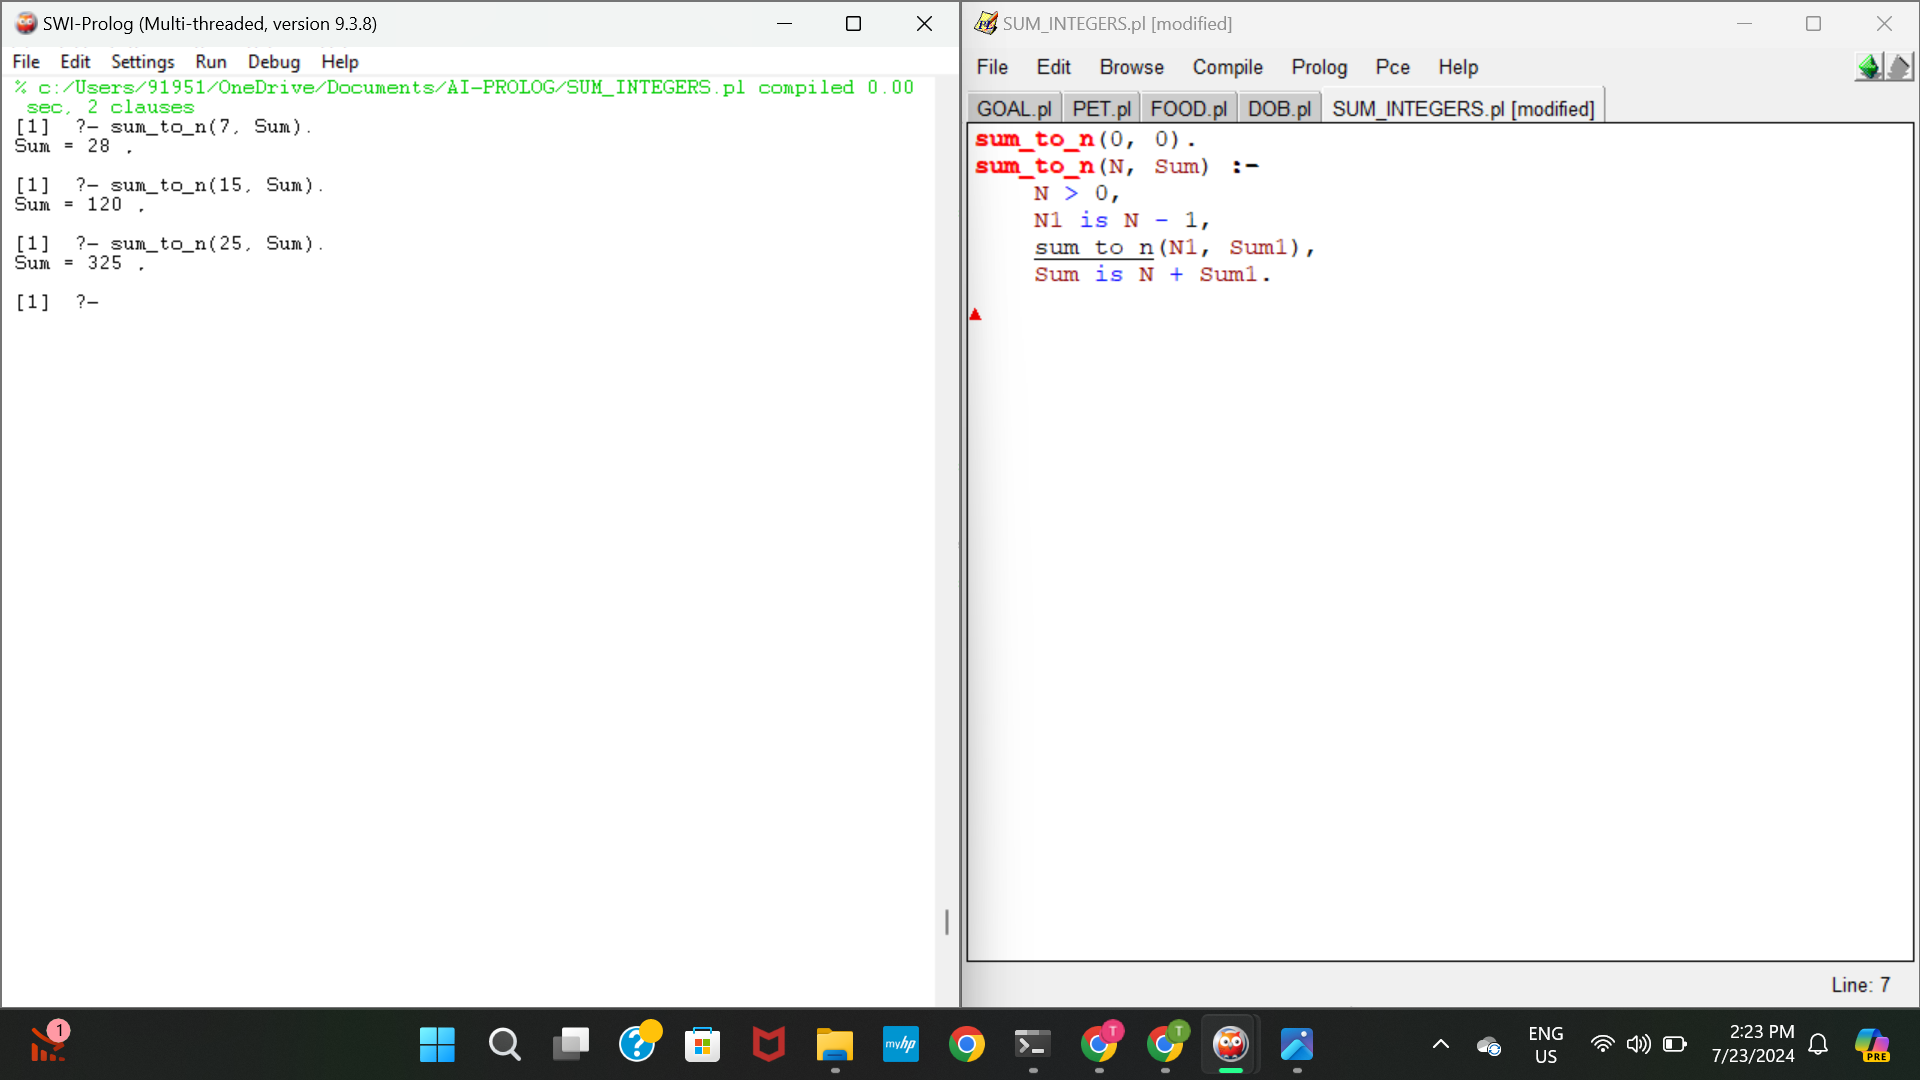 SWI-Prolog (Multi-threaded, version 9.3.8)
File Edit Settings Run Debug Help
% c:/Users/91951/OneDrive/Documents/AI-PROLOG/SUM_INTEGERS.pl compiled 0.00
sec, 2 clauses
[1] ?- sum_to_n(7, Sum).
Sum = 28 .
[1] ?- sum_to_n(15, Sum).
Sum = 120 .
[1] ?- sum_to_n(25, Sum).
Sum = 325 .
[1] ?-
SUM_INTEGERS.pl [modified]
File Edit Browse Compile Prolog Pce Help
GOAL.pl PET.pl FOOD.pl DOB.pl SUM_INTEGERS.pl [modified]
sum_to_n(0, 0).
sum_to_n(N, Sum) :-
N > 0,
N1 is N - 1,
sum_to_n(N1, Sum1),
Sum is N + Sum1.
Line: 7
1
myhp
T
T
ENG
US
2:23 PM
7/23/2024
PRE